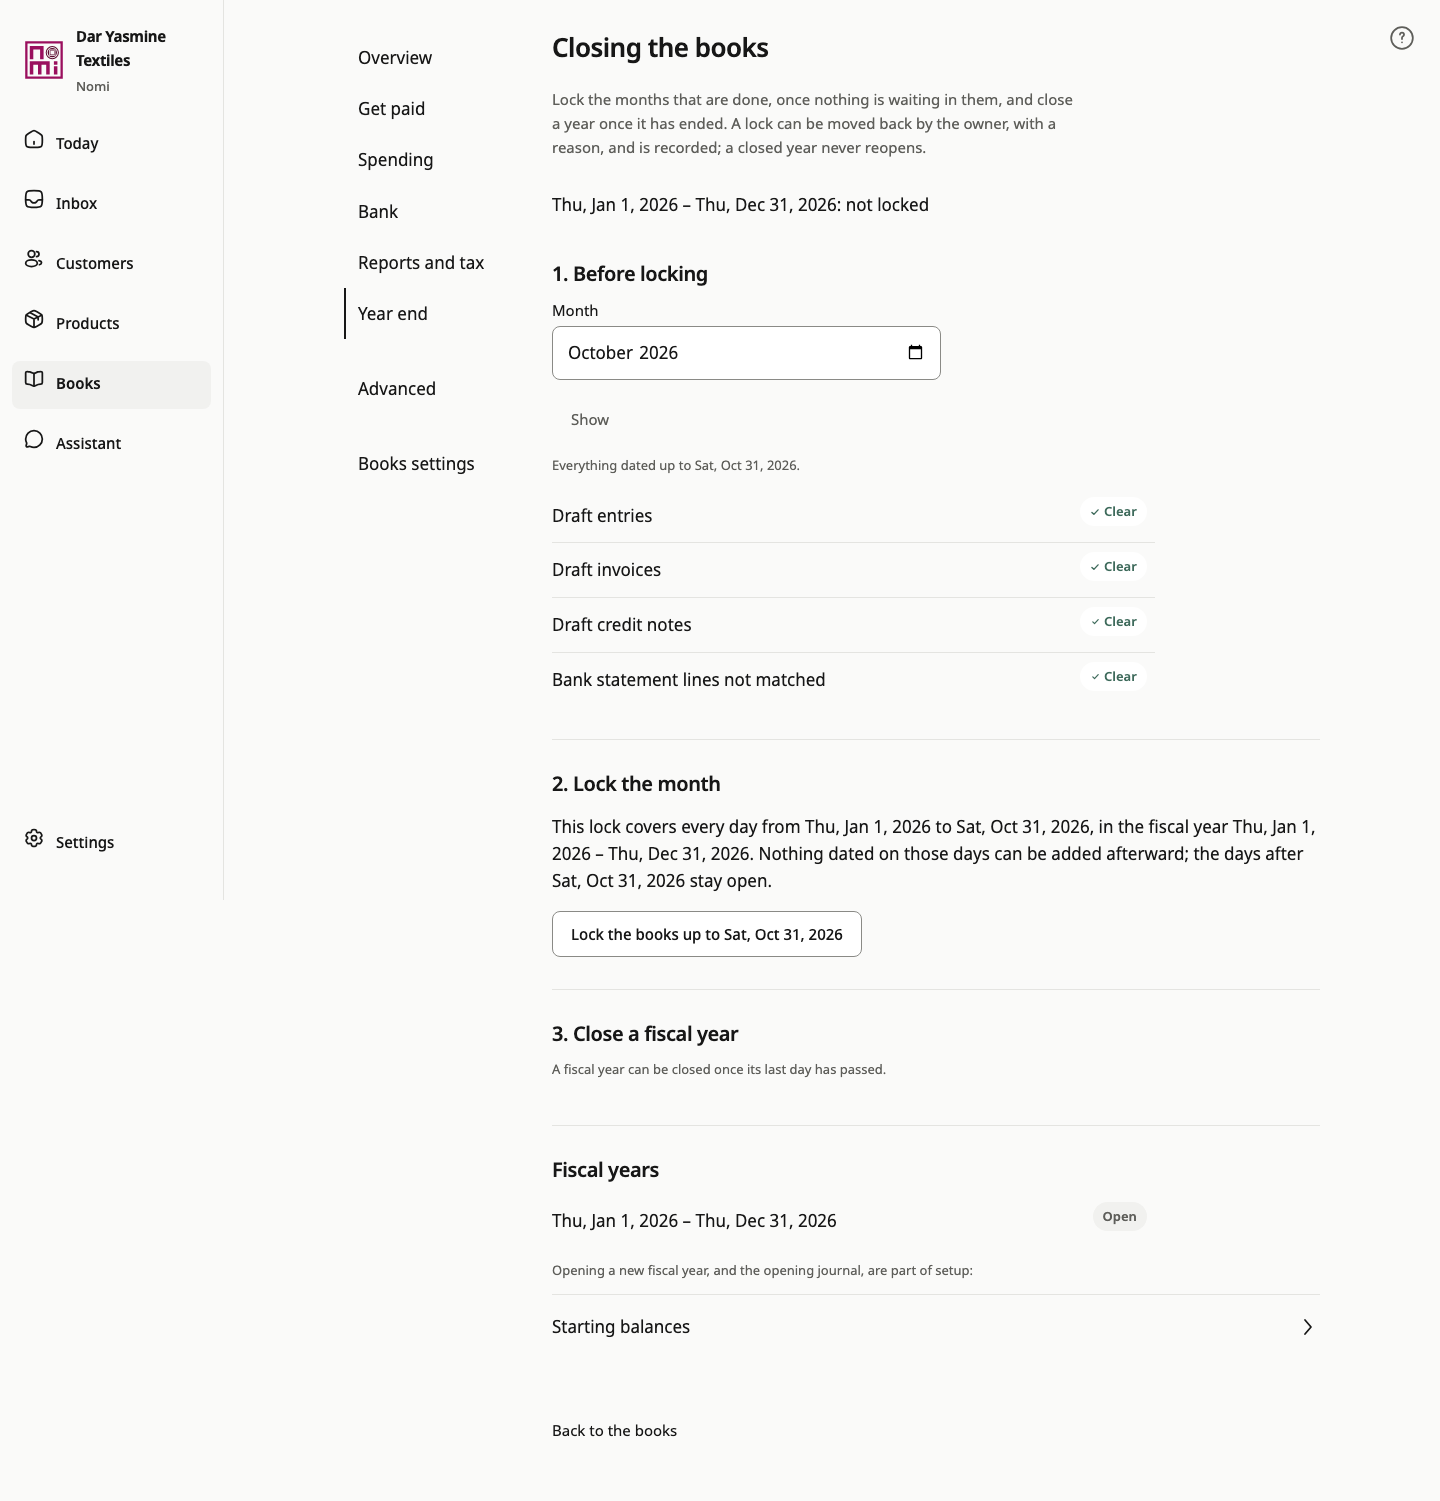 Dar Yasmine
Textiles
Nomi
Today
Inbox
Customers
Products
Books
Assistant
Settings
Overview
Get paid
Spending
Bank
Reports and tax
Year end
Advanced
Books settings
Closing the books
Lock the months that are done, once nothing is waiting in them, and close
a year once it has ended. A lock can be moved back by the owner, with a
reason, and is recorded; a closed year never reopens.
Thu, Jan 1, 2026 – Thu, Dec 31, 2026: not locked
1. Before locking
Month
October 2026
Show
Everything dated up to Sat, Oct 31, 2026.
Draft entries
✓ Clear
Draft invoices
✓ Clear
Draft credit notes
✓ Clear
Bank statement lines not matched
✓ Clear
2. Lock the month
This lock covers every day from Thu, Jan 1, 2026 to Sat, Oct 31, 2026, in the fiscal year Thu, Jan 1,
2026 – Thu, Dec 31, 2026. Nothing dated on those days can be added afterward; the days after
Sat, Oct 31, 2026 stay open.
Lock the books up to Sat, Oct 31, 2026
3. Close a fiscal year
A fiscal year can be closed once its last day has passed.
Fiscal years
Thu, Jan 1, 2026 – Thu, Dec 31, 2026
Open
Opening a new fiscal year, and the opening journal, are part of setup:
Starting balances
Back to the books